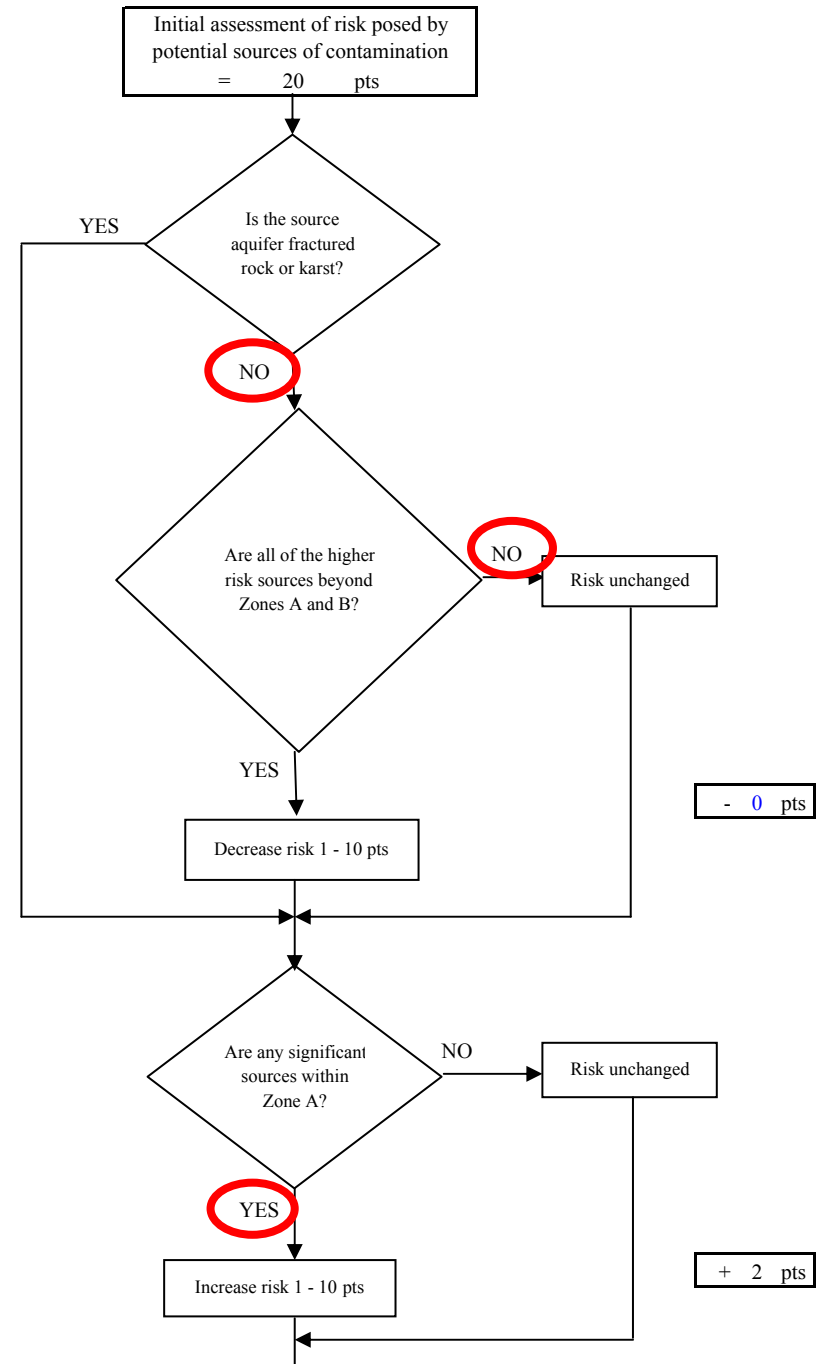 Initial assessment of risk posed by
potential sources of contamination
= 20 pts
YES
Is the source
aquifer fractured
rock or karst?
NO
Are all of the higher
risk sources beyond
Zones A and B?
NO
Risk unchanged
YES
- 0 pts
Decrease risk 1 - 10 pts
Are any significant
sources within
Zone A?
NO
Risk unchanged
YES
+ 2 pts
Increase risk 1 - 10 pts